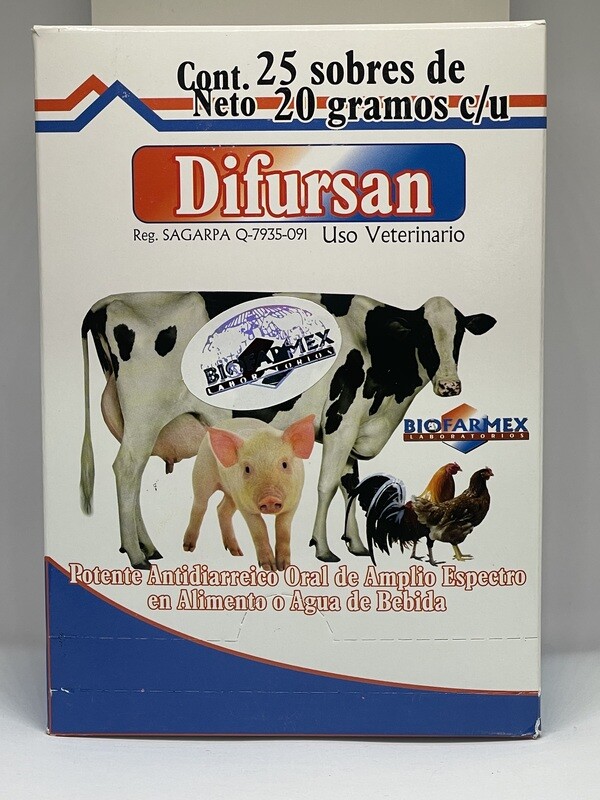 Cont. 25 sobres de
Neto 20 gramos c/u
Difursan
Reg. SAGARPA Q-7935-091 Uso Veterinario
BIOFARMEX
LABORATORIOS
BIOFARMEX
LABORATORIOS
Potente Antidiarreico Oral de Amplio Espectro
en Alimento o Agua de Bebida